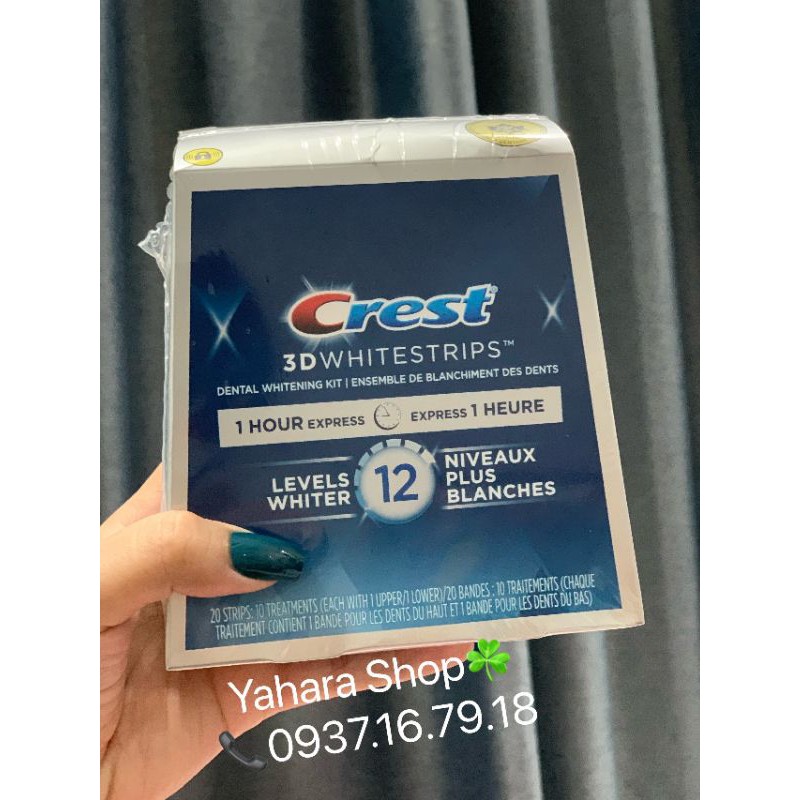 Crest
3DWHITESTRIPS™
DENTAL WHITENING KIT | ENSEMBLE DE BLANCHIMENT DES DENTS
1 HOUR EXPRESS EXPRESS 1 HEURE
LEVELS WHITER 12 NIVEAUX PLUS BLANCHES
20 STRIPS: 10 TREATMENTS (EACH WITH 1 UPPER/1 LOWER)/20 BANDES : 10 TRAITEMENTS (CHAQUE
TRAITEMENT CONTIENT 1 BANDE POUR LES DENTS DU HAUT ET 1 BANDE POUR LES DENTS DU BAS)
Yahara Shop☘️
📞0937.16.79.18